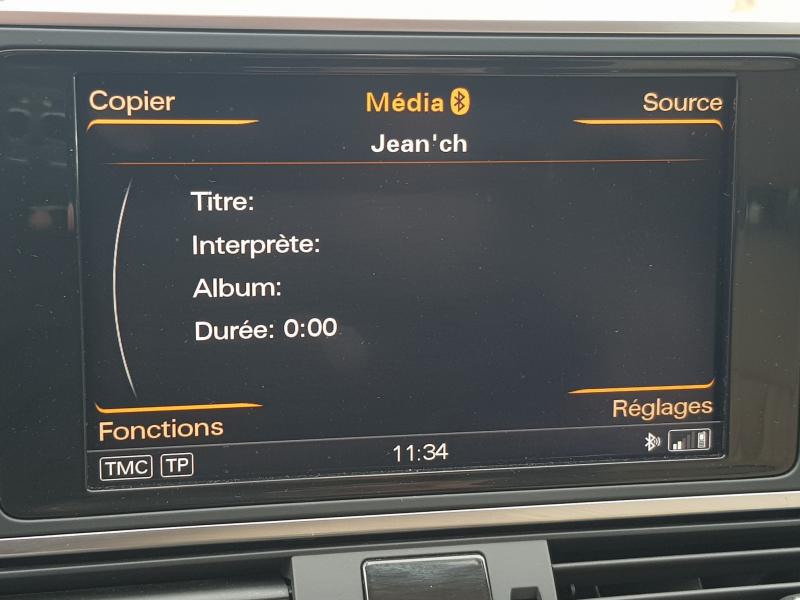 Copier Média Source
Jean'ch
Titre:
Interprète:
Album:
Durée: 0:00
Fonctions Réglages
TMC TP 11:34